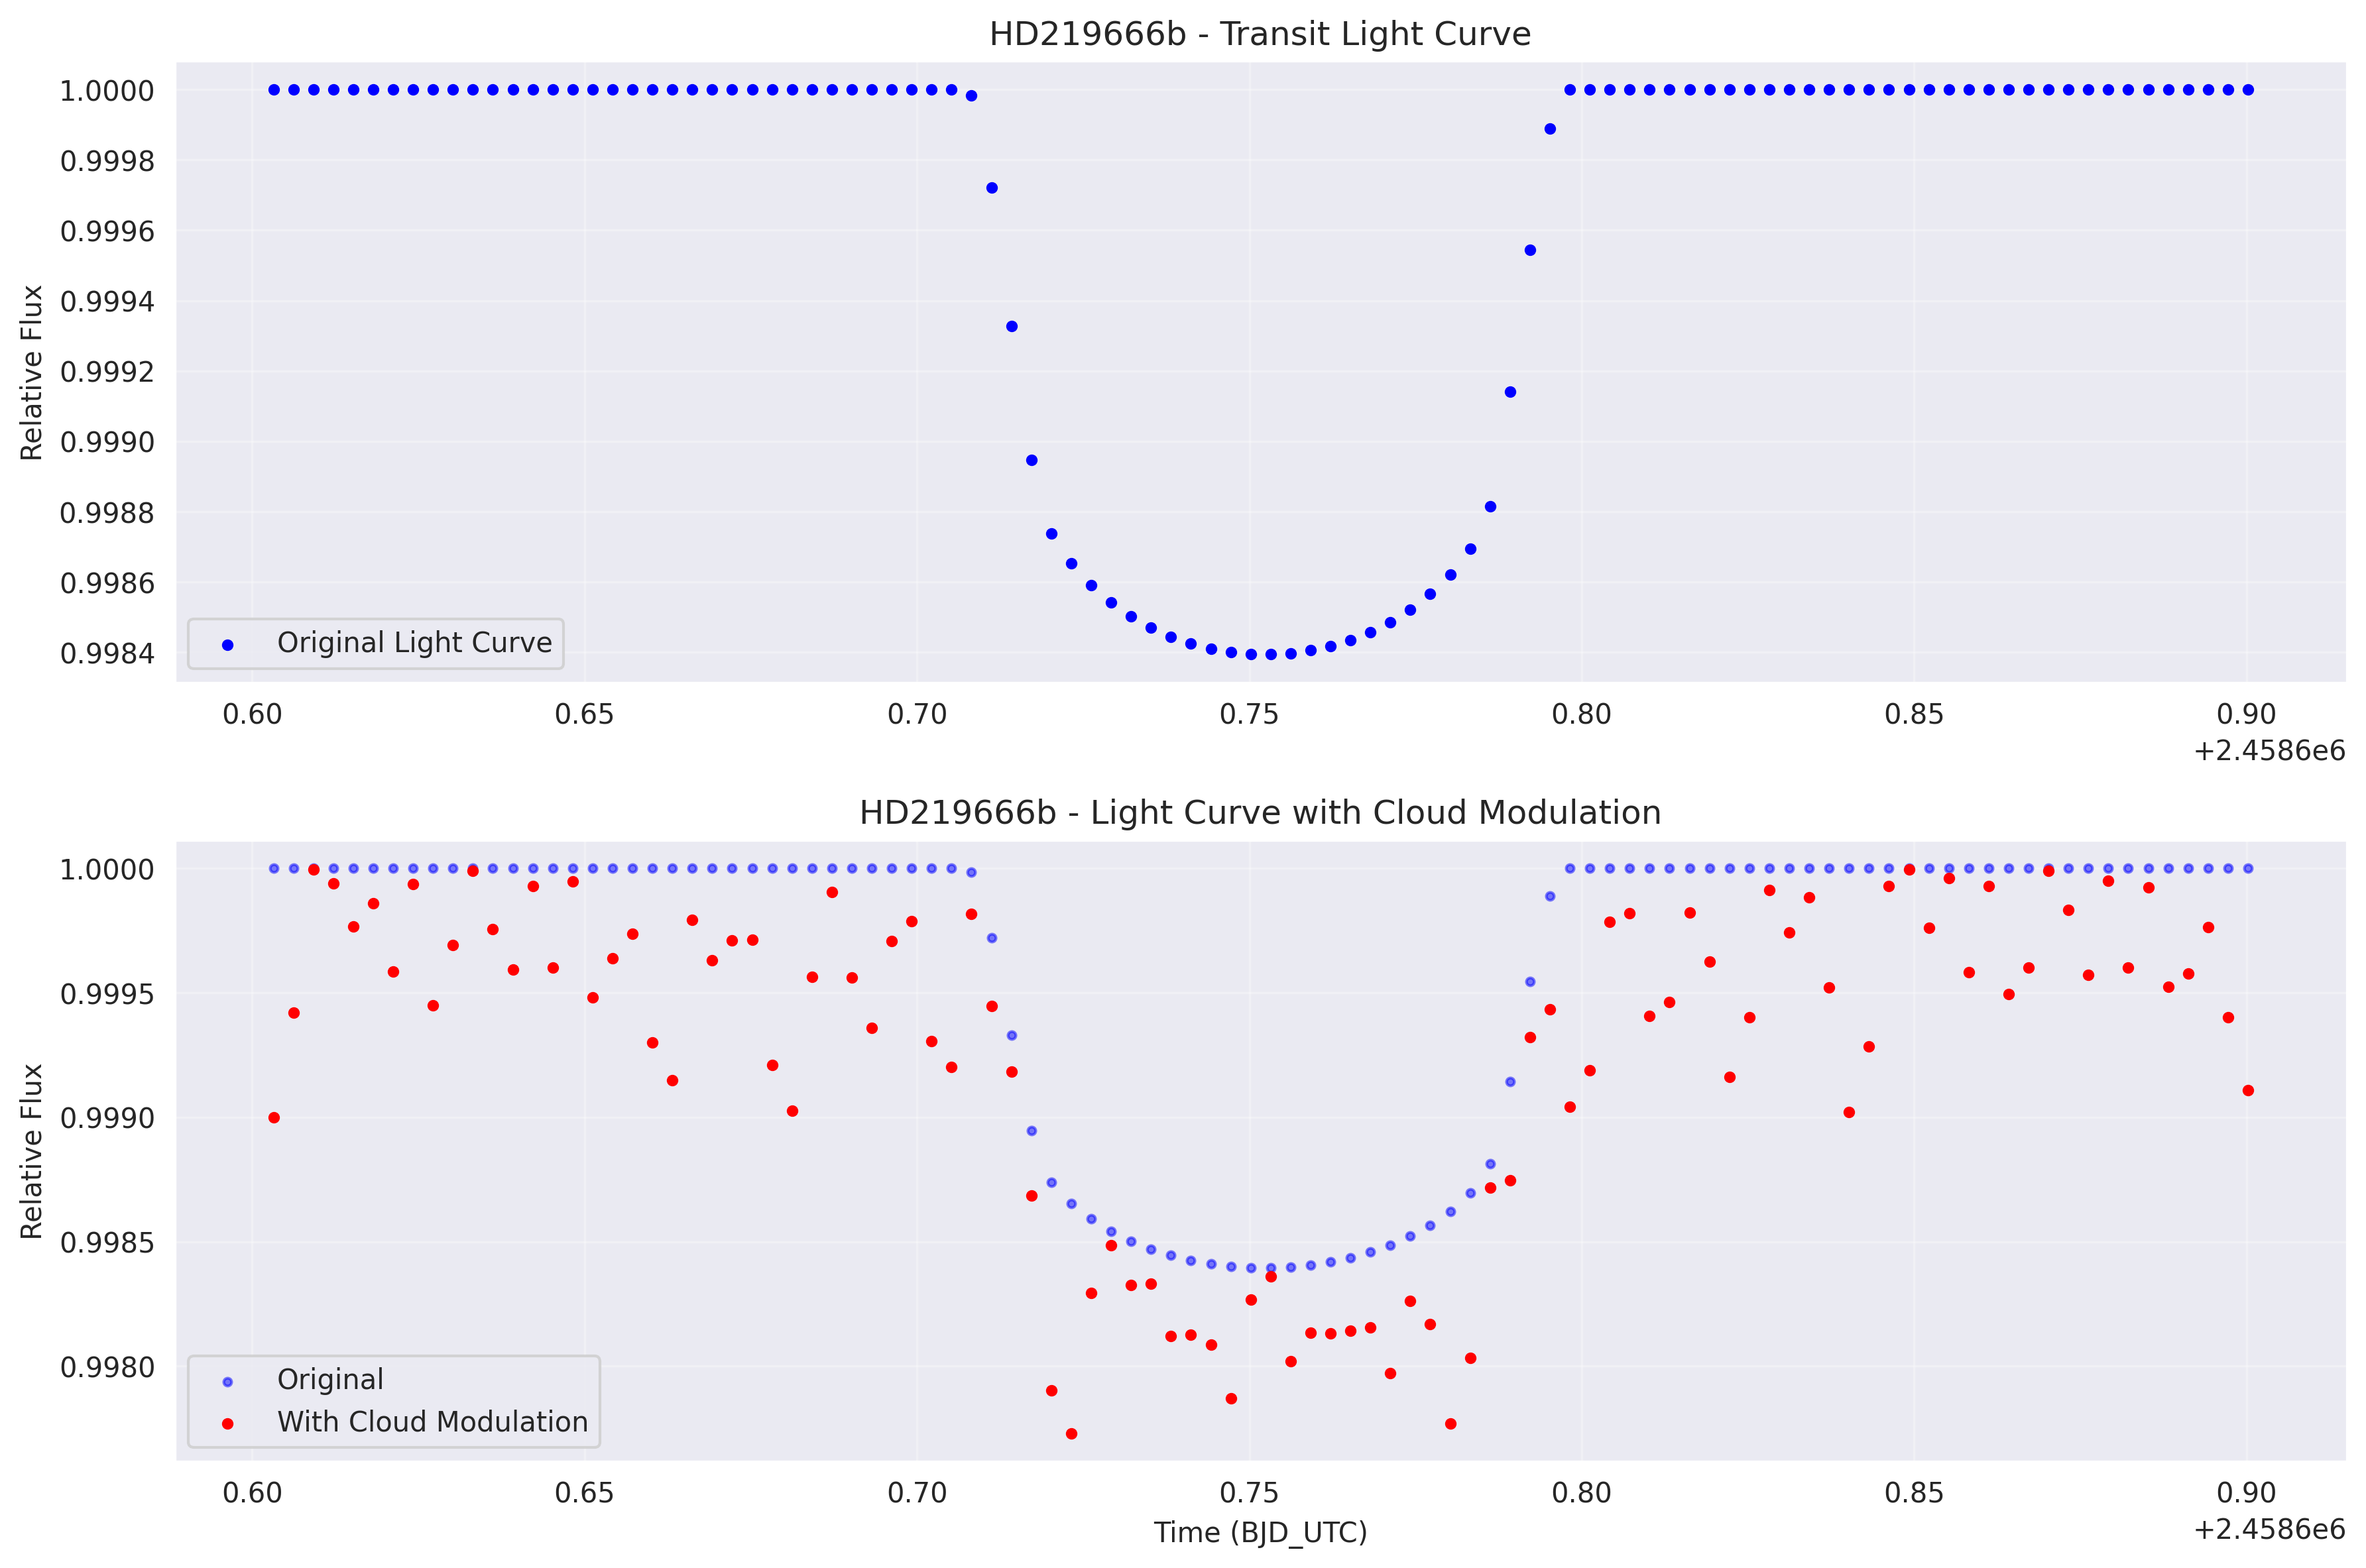 HD219666b - Transit Light Curve
Relative Flux
1.0000
0.9998
0.9996
0.9994
0.9992
0.9990
0.9988
0.9986
0.9984
Original Light Curve
0.60 0.65 0.70 0.75 0.80 0.85 0.90
+2.4586e6
HD219666b - Light Curve with Cloud Modulation
Relative Flux
1.0000
0.9995
0.9990
0.9985
0.9980
Original
With Cloud Modulation
0.60 0.65 0.70 0.75 0.80 0.85 0.90
+2.4586e6
Time (BJD_UTC)